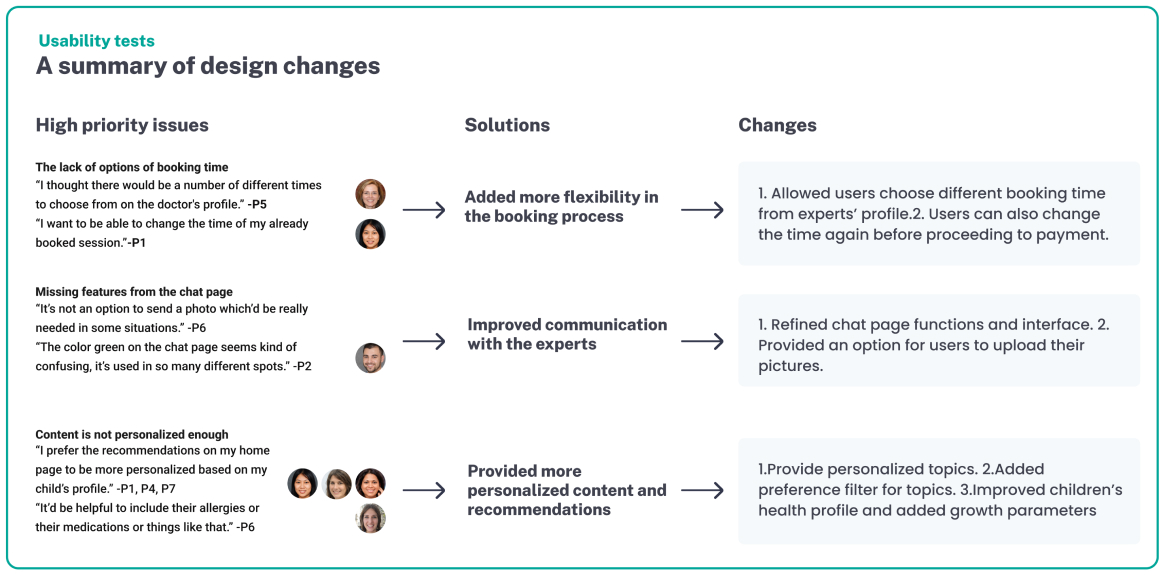 Usability tests
A summary of design changes
High priority issues
Solutions
Changes
The lack of options of booking time
“I thought there would be a number of different times
to choose from on the doctor's profile.” -P5
“I want to be able to change the time of my already
booked session.”-P1
Added more flexibility in
the booking process
1. Allowed users choose different booking time
from experts’ profile.2. Users can also change
the time again before proceeding to payment.
Missing features from the chat page
“It’s not an option to send a photo which’d be really
needed in some situations.” -P6
“The color green on the chat page seems kind of
confusing, it’s used in so many different spots.” -P2
Improved communication
with the experts
1. Refined chat page functions and interface. 2.
Provided an option for users to upload their
pictures.
Content is not personalized enough
“I prefer the recommendations on my home
page to be more personalized based on my
child’s profile.” -P1, P4, P7
“It’d be helpful to include their allergies or
their medications or things like that.” -P6
Provided more
personalized content and
recommendations
1.Provide personalized topics. 2.Added
preference filter for topics. 3.Improved children’s
health profile and added growth parameters